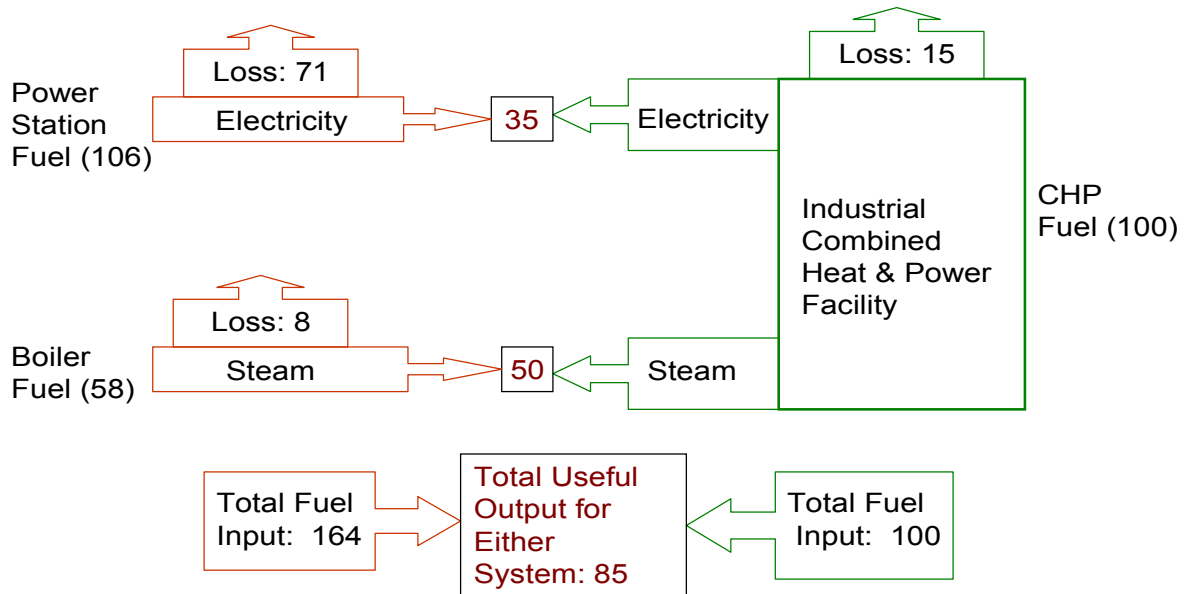 Loss: 71
Loss: 15
Power
Station
Fuel (106)
Electricity
35
Electricity
Industrial
Combined
Heat & Power
Facility
CHP
Fuel (100)
Loss: 8
Boiler
Fuel (58)
Steam
50
Steam
Total Fuel
Input: 164
Total Useful
Output for
Either
System: 85
Total Fuel
Input: 100